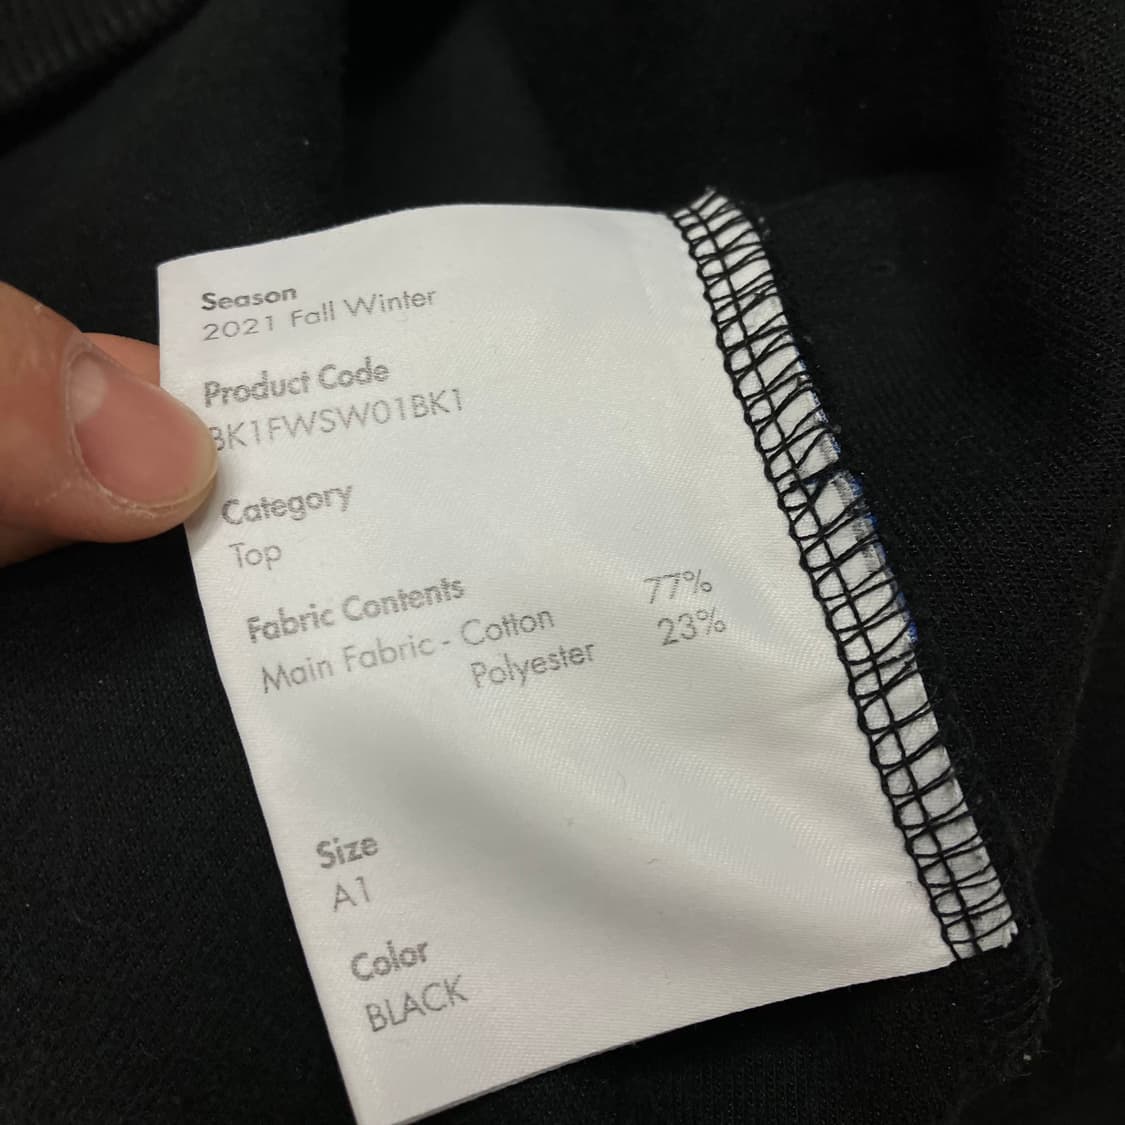 Season
2021 Fall Winter
Product Code
BK1FWSW01BK1
Category
Top
Fabric Contents
Main Fabric - Cotton 77%
Polyester 23%
Size
A1
Color
BLACK